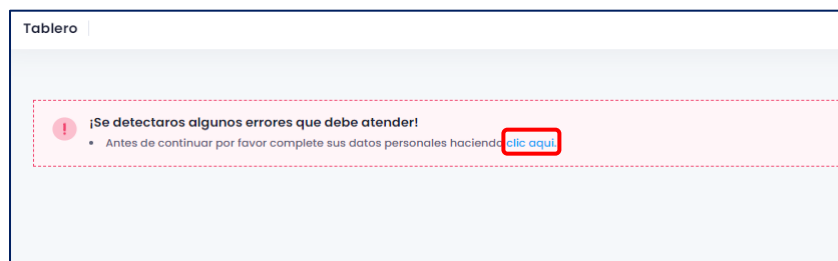 Tablero
!
¡Se detectaros algunos errores que debe atender!
• Antes de continuar por favor complete sus datos personales haciendo clic aquí.